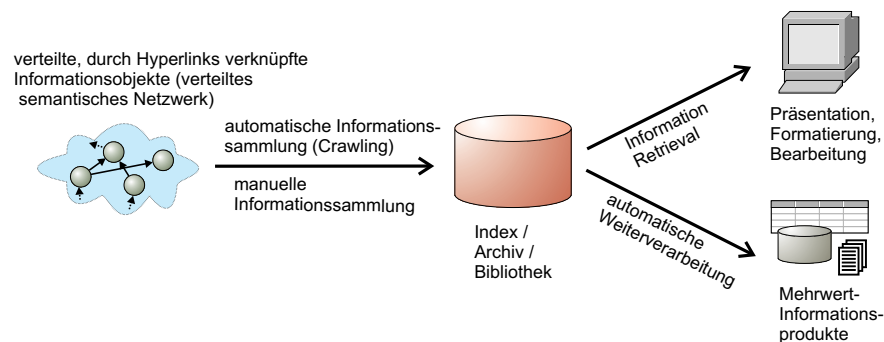 verteilte, durch Hyperlinks verknüpfte
Informationsobjekte (verteiltes
semantisches Netzwerk)
automatische Informations-
sammlung (Crawling)
manuelle
Informationssammlung
Index /
Archiv /
Bibliothek
Information
Retrieval
automatische
Weiterverarbeitung
Präsentation,
Formatierung,
Bearbeitung
Mehrwert-
Informations-
produkte